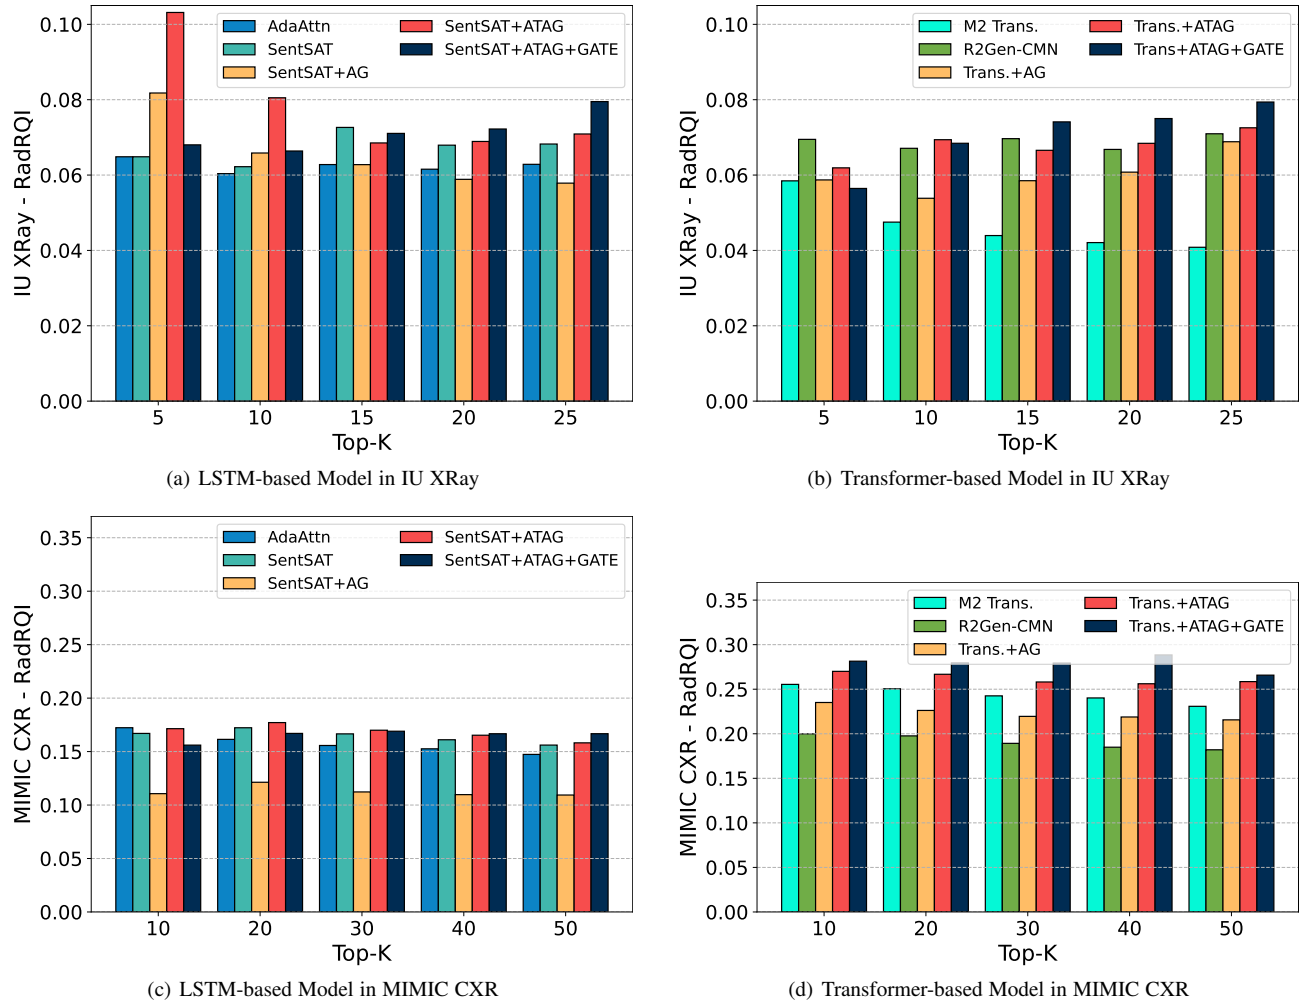 IU XRay - RadRQI
0.10
0.08
0.06
0.04
0.02
0.00
AdaAttn
SentSAT
SentSAT+AG
SentSAT+ATAG
SentSAT+ATAG+GATE
5 10 15 20 25
Top-K
(a) LSTM-based Model in IU XRay
IU XRay - RadRQI
0.10
0.08
0.06
0.04
0.02
0.00
M2 Trans.
R2Gen-CMN
Trans.+AG
Trans.+ATAG
Trans+ATAG+GATE
5 10 15 20 25
Top-K
(b) Transformer-based Model in IU XRay
MIMIC CXR - RadRQI
0.35
0.30
0.25
0.20
0.15
0.10
0.05
0.00
AdaAttn
SentSAT
SentSAT+AG
SentSAT+ATAG
SentSAT+ATAG+GATE
10 20 30 40 50
Top-K
(c) LSTM-based Model in MIMIC CXR
MIMIC CXR - RadRQI
0.35
0.30
0.25
0.20
0.15
0.10
0.05
0.00
M2 Trans.
R2Gen-CMN
Trans.+AG
Trans.+ATAG
Trans.+ATAG+GATE
10 20 30 40 50
Top-K
(d) Transformer-based Model in MIMIC CXR